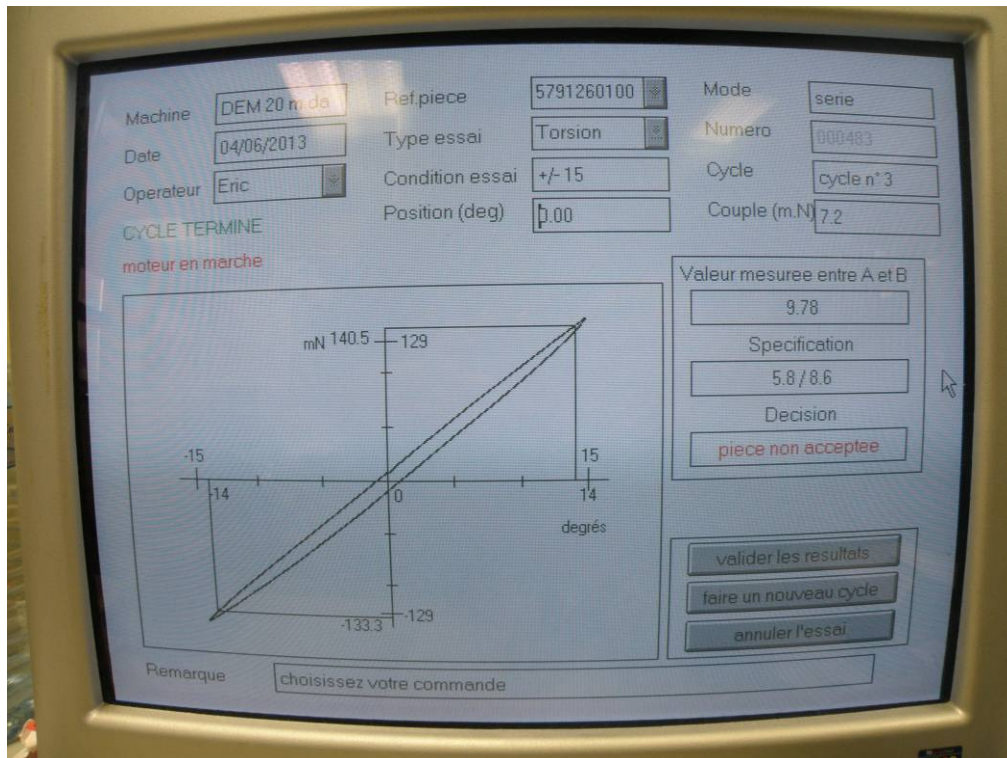 Machine DEM 20 m.da Ref.piece 5791260100 Mode serie
Date 04/06/2013 Type essai Torsion Numero 000483
Operateur Eric Condition essai +/- 15 Cycle cycle n° 3
Position (deg) 0.00 Couple (m.N) 7.2
CYCLE TERMINE
moteur en marche
Valeur mesuree entre A et B
9.78
Specification
5.8 / 8.6
Decision
piece non acceptee
mN 140.5 129
-15 15
-14 0 14
degrés
-133.3 -129
valider les resultats
faire un nouveau cycle
annuler l'essai
Remarque choisissez votre commande